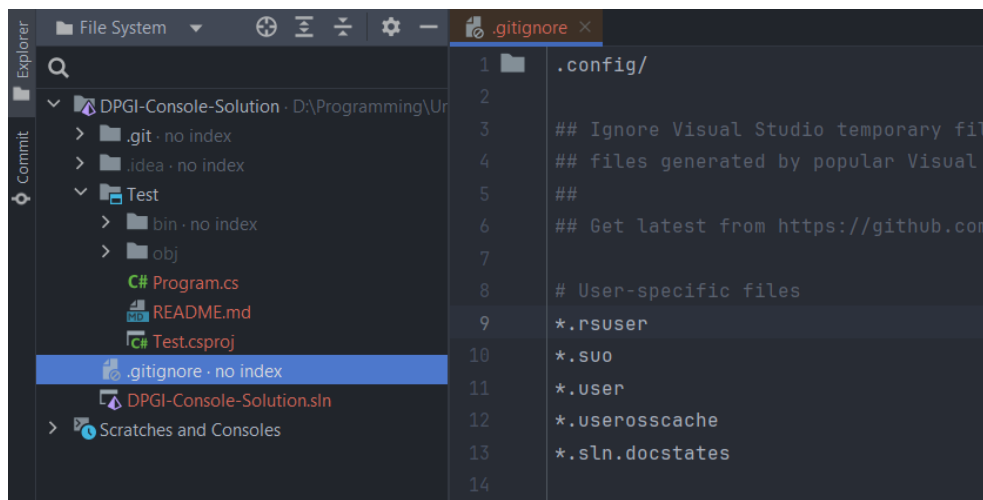 Explorer
Commit
File System
DPGI-Console-Solution · D:\Programming\Ur
.git · no index
.idea · no index
Test
bin · no index
obj
C# Program.cs
MD README.md
C# Test.csproj
.gitignore · no index
DPGI-Console-Solution.sln
Scratches and Consoles
.gitignore
1 .config/
2
3 ## Ignore Visual Studio temporary fil
4 ## files generated by popular Visual
5 ##
6 ## Get latest from https://github.com
7
8 # User-specific files
9 *.rsuser
10 *.suo
11 *.user
12 *.userosscache
13 *.sln.docstates
14